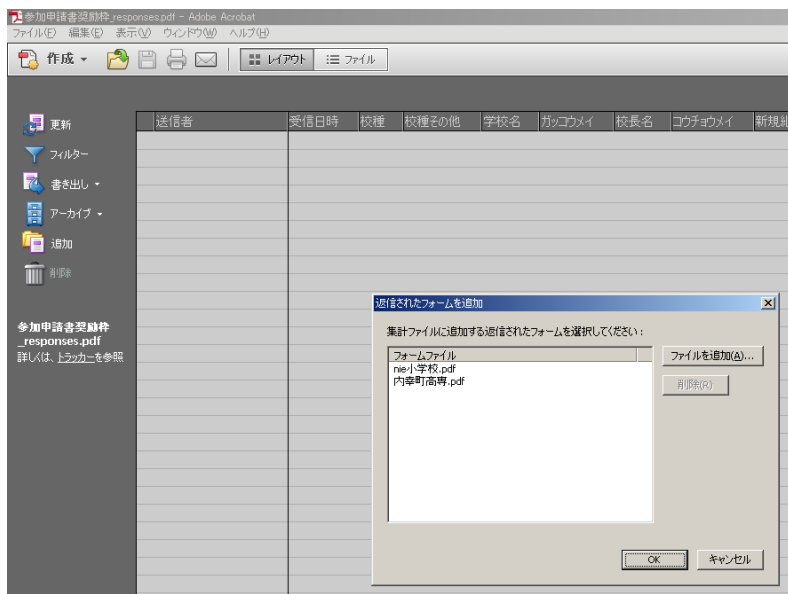 参加申請書奨励枠_responses.pdf - Adobe Acrobat
ファイル(F) 編集(E) 表示(V) ウィンドウ(W) ヘルプ(H)
作成 レイアウト ファイル
送信者 受信日時 校種 校種その他 学校名 ガッコウメイ 校長名 コウチョウメイ 新規継
更新
フィルター
書き出し
アーカイブ
追加
削除
参加申請書奨励枠
_responses.pdf
詳しくは、トラッカーを参照
返信されたフォームを追加
集計ファイルに追加する返信されたフォームを選択してください：
フォームファイル
nie小学校.pdf
内幸町高専.pdf
ファイルを追加(A)...
削除(R)
OK キャンセル